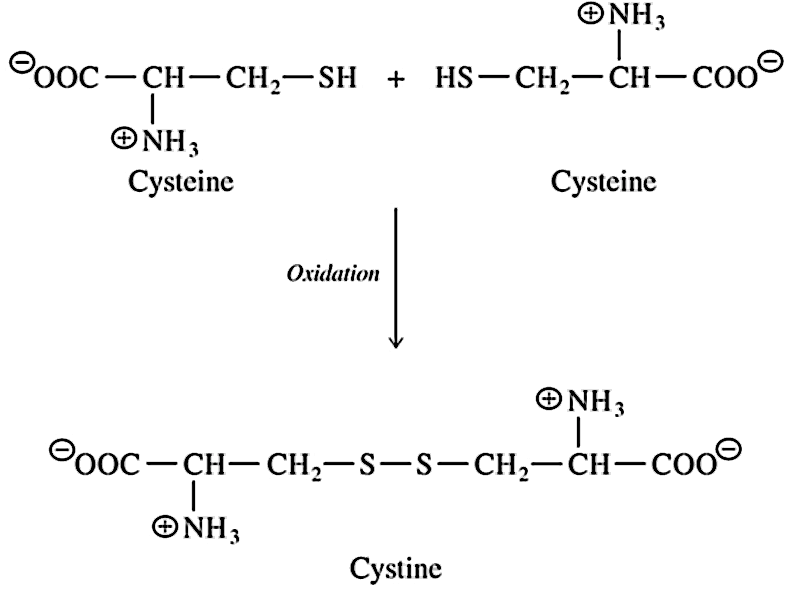 ⊕NH₃
⊖OOC—CH—CH₂—SH + HS—CH₂—CH—COO⊖
⊕NH₃
Cysteine Cysteine
Oxidation
⊕NH₃
⊖OOC—CH—CH₂—S—S—CH₂—CH—COO⊖
⊕NH₃
Cystine